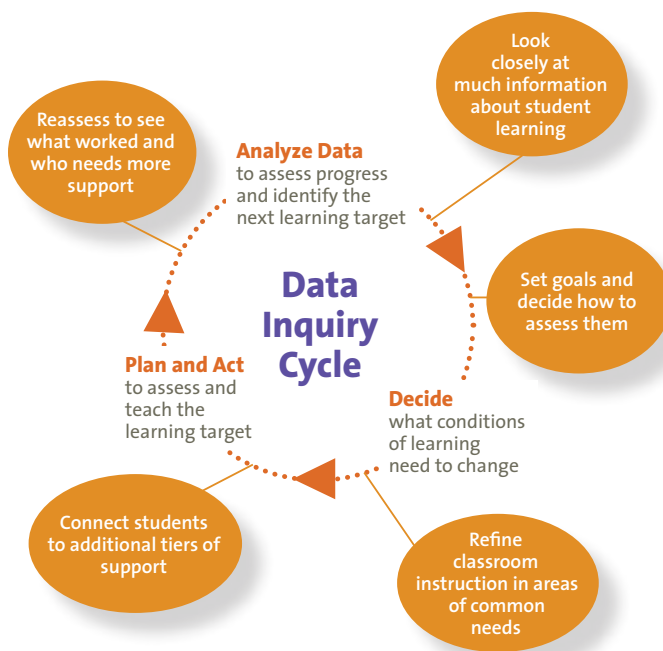 Data
Inquiry
Cycle
Analyze Data
to assess progress
and identify the
next learning target
Look
closely at
much information
about student
learning
Set goals and
decide how to
assess them
Decide
what conditions
of learning
need to change
Refine
classroom
instruction in areas
of common
needs
Plan and Act
to assess and
teach the
learning target
Connect students
to additional tiers of
support
Reassess to see
what worked and
who needs more
support